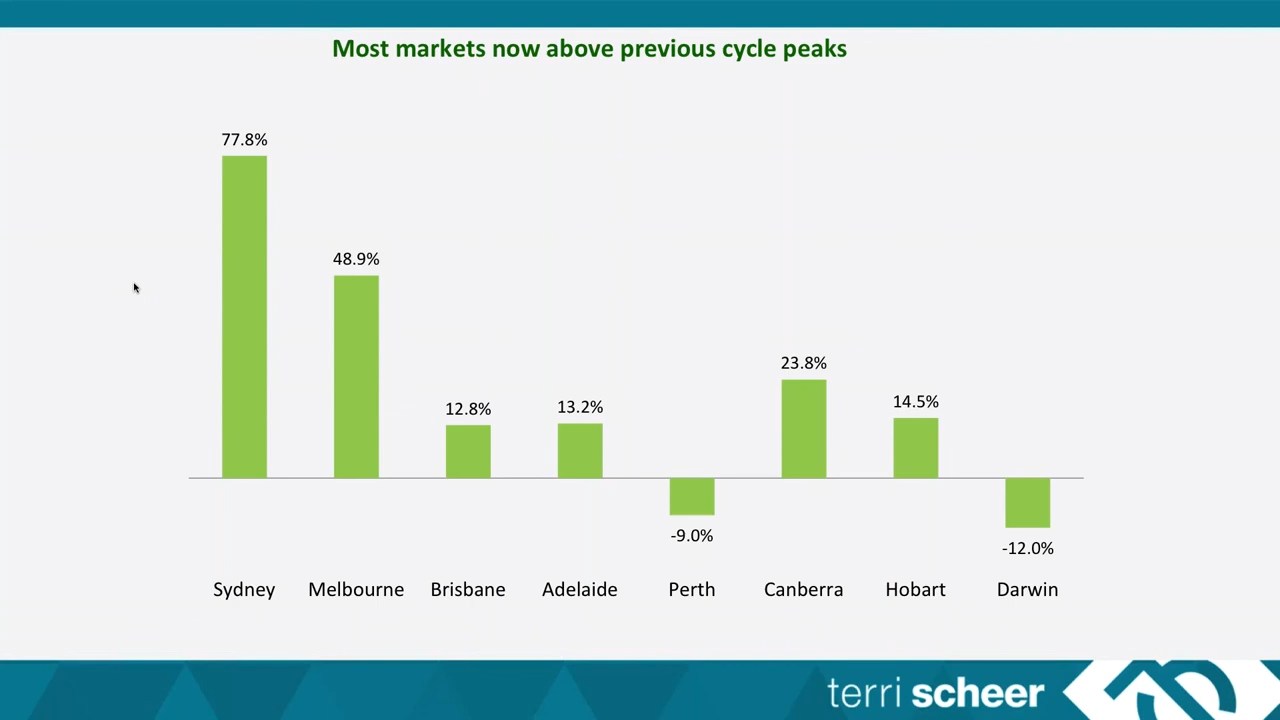 Most markets now above previous cycle peaks
77.8%
48.9%
12.8%
13.2%
-9.0%
23.8%
14.5%
-12.0%
Sydney Melbourne Brisbane Adelaide Perth Canberra Hobart Darwin
terri scheer